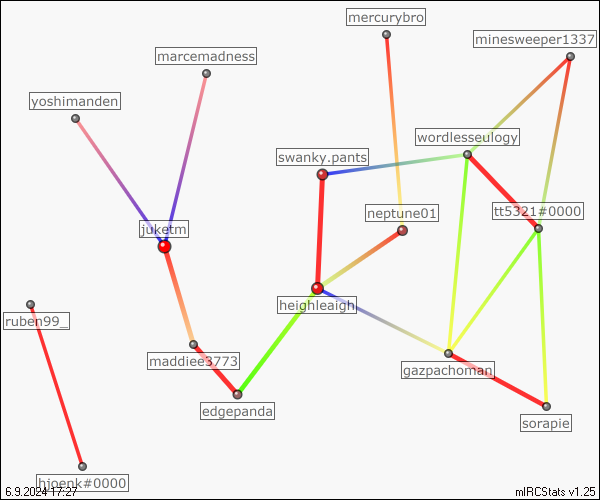 mercurybro
minesweeper1337
marcemadness
yoshimanden
wordlesseulogy
swanky.pants
neptune01
tt5321#0000
juketm
heighleaigh
ruben99_
maddiee3773
gazpachoman
edgepanda
sorapie
hjoenk#0000
6.9.2024 17:27
mIRCStats v1.25